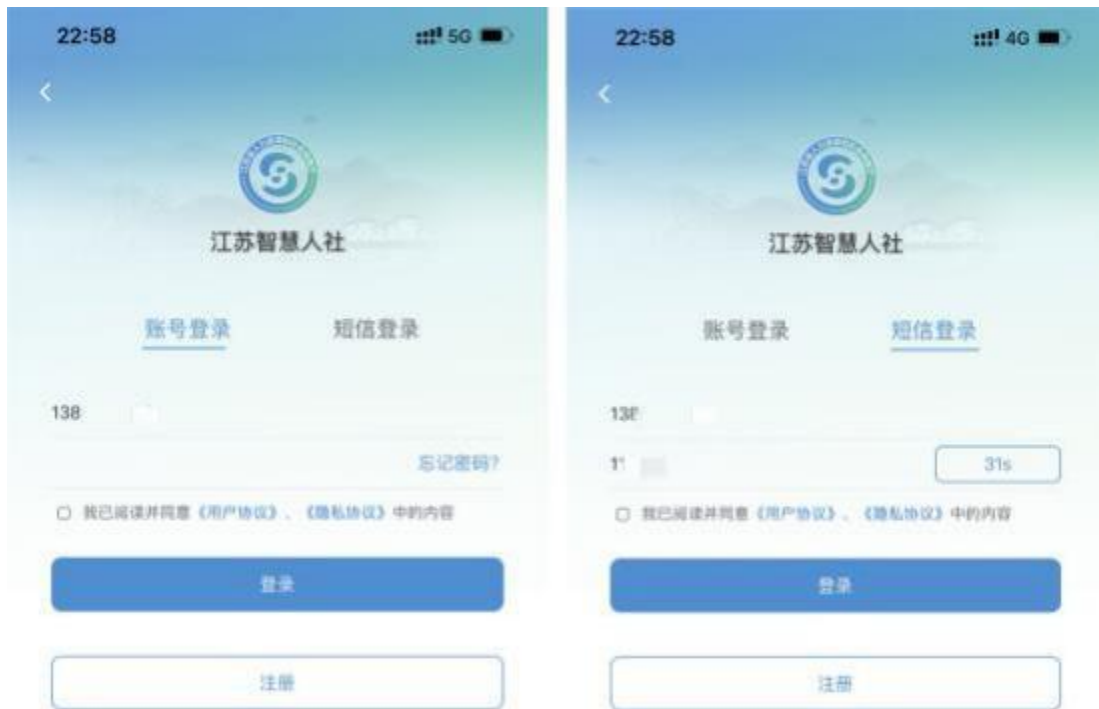 22:58
5G
江苏智慧人社
账号登录 短信登录
138
忘记密码?
我已阅读并同意《用户协议》、《隐私协议》中的内容
登录
注册
22:58
4G
江苏智慧人社
账号登录 短信登录
13
1
31s
我已阅读并同意《用户协议》、《隐私协议》中的内容
登录
注册